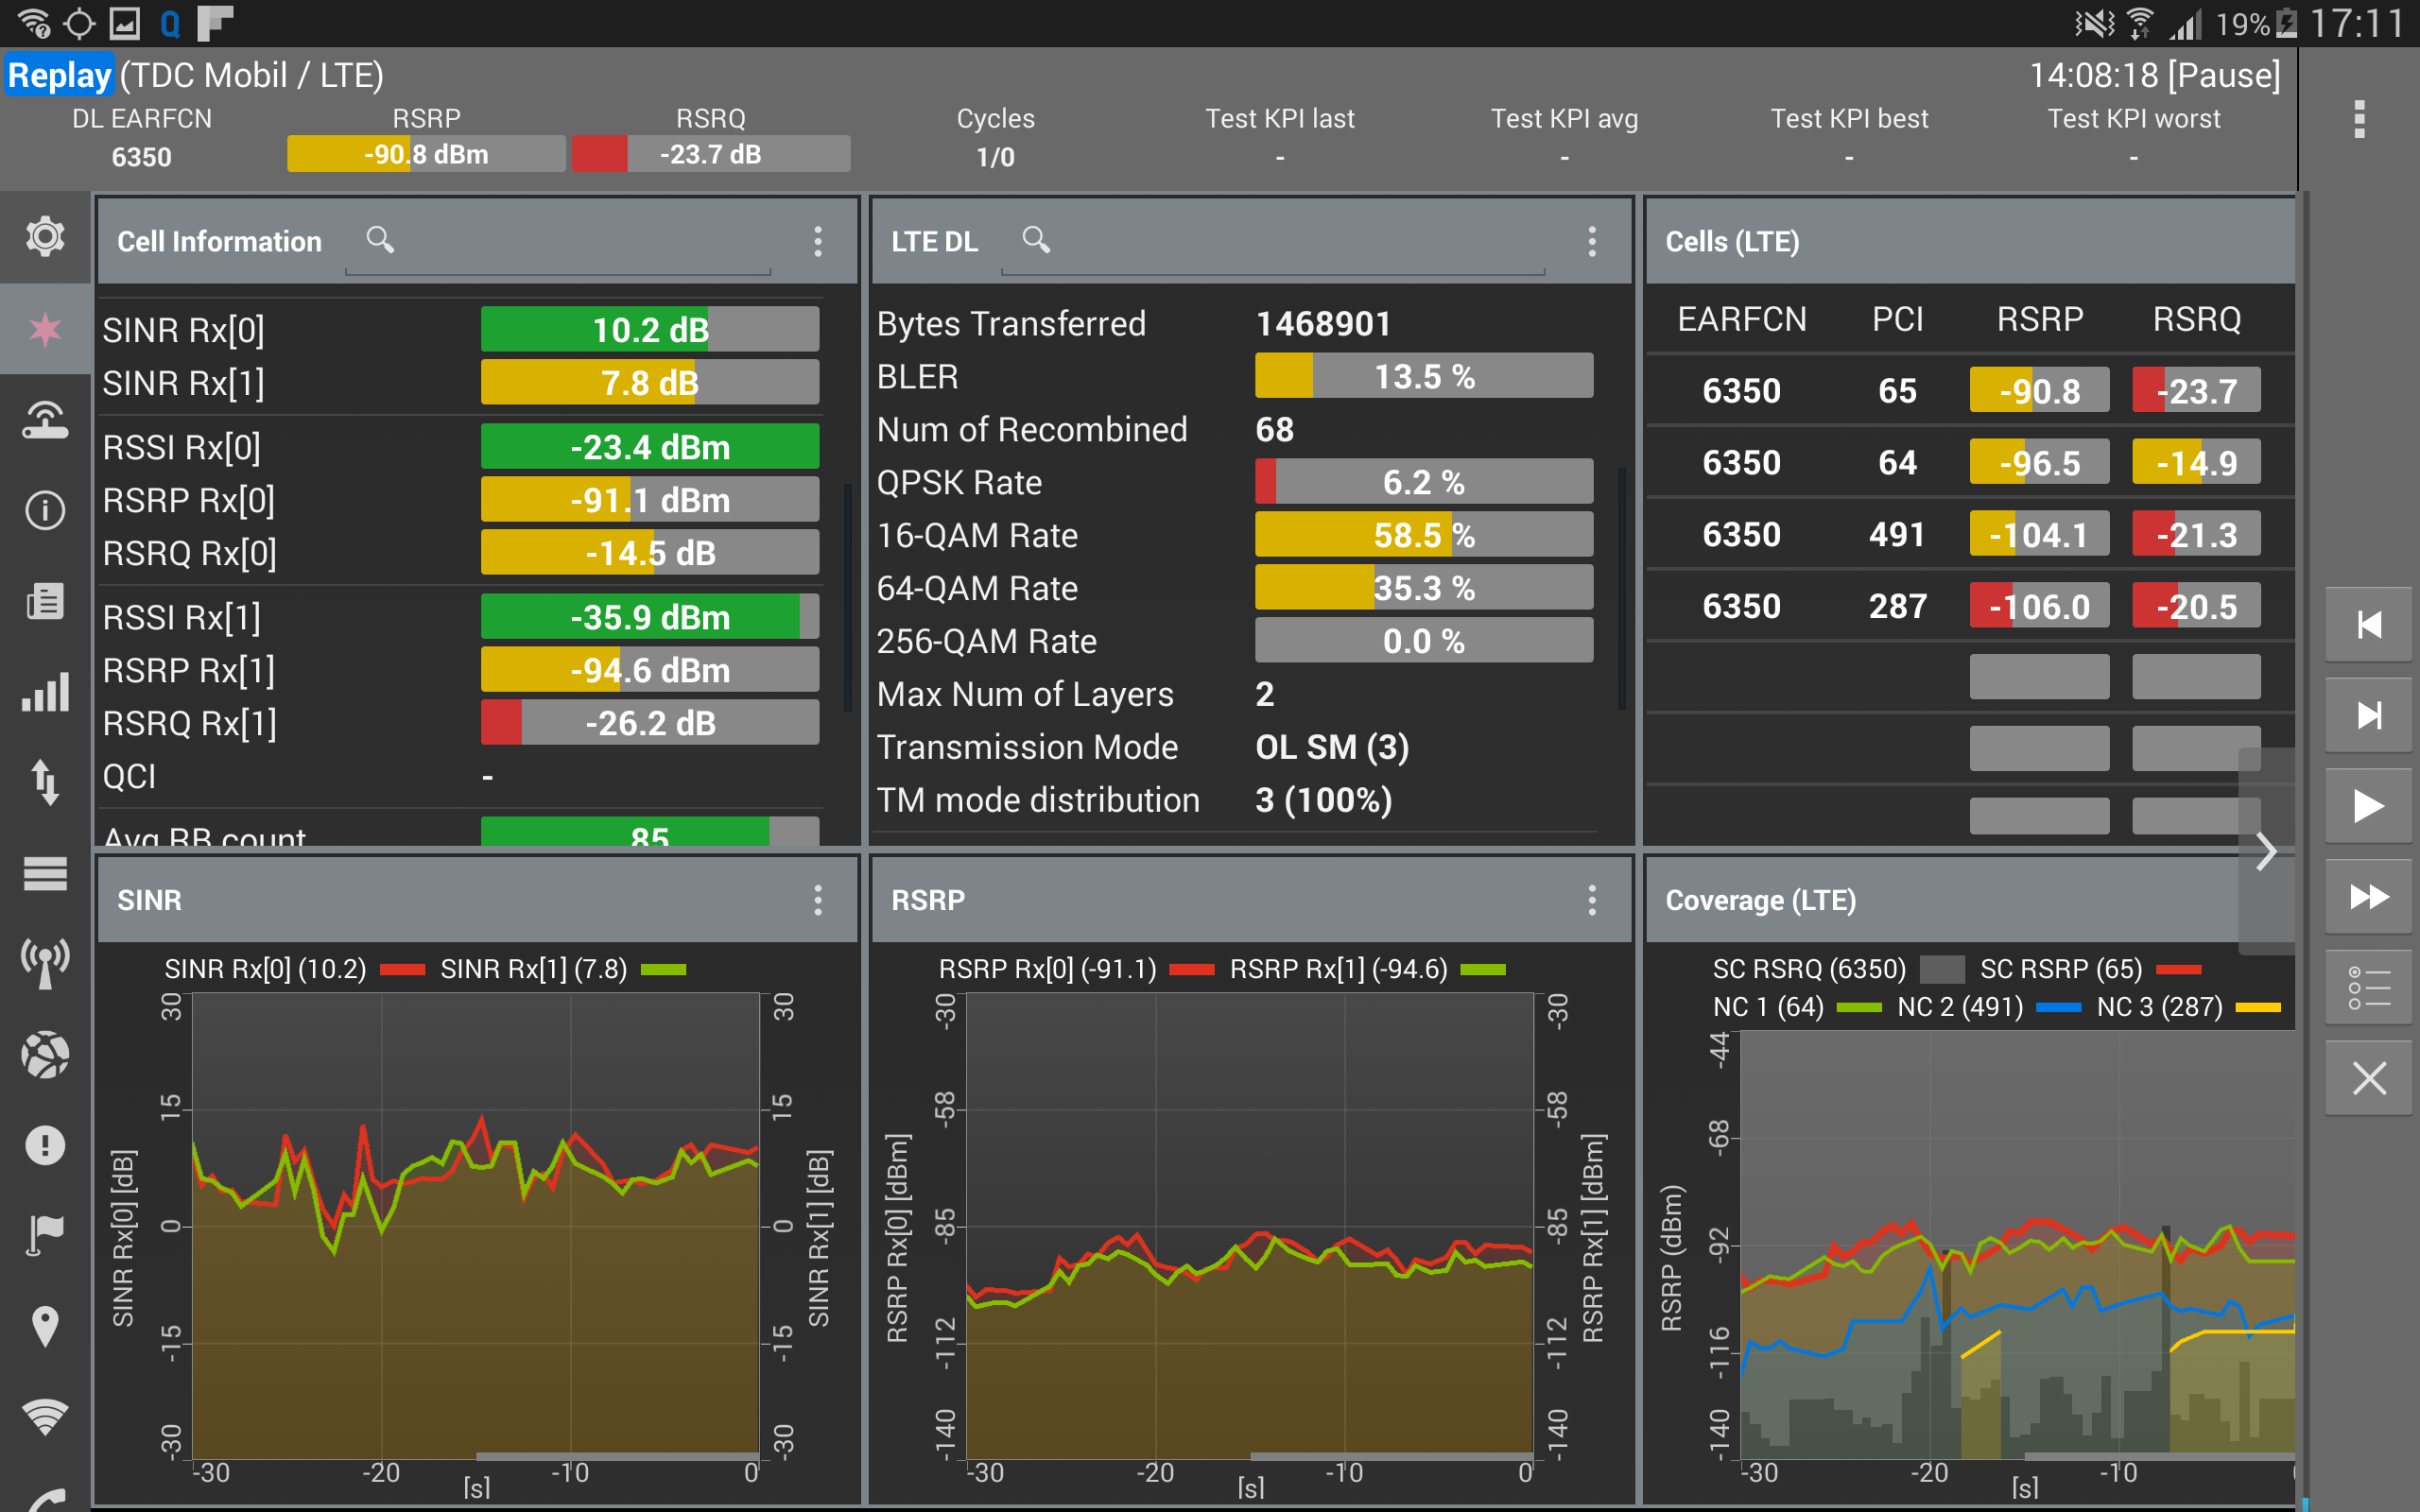 19% 17:11
Replay (TDC Mobil / LTE) 14:08:18 [Pause]
DL EARFCN RSRP RSRQ Cycles Test KPI last Test KPI avg Test KPI best Test KPI worst
6350 -90.8 dBm -23.7 dB 1/0 - - - -
Cell Information
SINR Rx[0] 10.2 dB
SINR Rx[1] 7.8 dB
RSSI Rx[0] -23.4 dBm
RSRP Rx[0] -91.1 dBm
RSRQ Rx[0] -14.5 dB
RSSI Rx[1] -35.9 dBm
RSRP Rx[1] -94.6 dBm
RSRQ Rx[1] -26.2 dB
QCI -
Avg RB count 85
LTE DL
Bytes Transferred 1468901
BLER 13.5 %
Num of Recombined 68
QPSK Rate 6.2 %
16-QAM Rate 58.5 %
64-QAM Rate 35.3 %
256-QAM Rate 0.0 %
Max Num of Layers 2
Transmission Mode OL SM (3)
TM mode distribution 3 (100%)
Cells (LTE)
EARFCN PCI RSRP RSRQ
6350 65 -90.8 -23.7
6350 64 -96.5 -14.9
6350 491 -104.1 -21.3
6350 287 -106.0 -20.5
SINR
SINR Rx[0] (10.2) SINR Rx[1] (7.8)
SINR Rx[0] [dB]
30
15
0
-15
-30
30
15
0
-15
-30
SINR Rx[1] [dB]
-30 -20 -10 0
[s]
RSRP
RSRP Rx[0] (-91.1) RSRP Rx[1] (-94.6)
RSRP Rx[0] [dBm]
-30
-58
-85
-112
-140
-30
-58
-85
-112
-140
RSRP Rx[1] [dBm]
-30 -20 -10 0
[s]
Coverage (LTE)
SC RSRQ (6350) SC RSRP (65)
NC 1 (64) NC 2 (491) NC 3 (287)
RSRP (dBm)
-44
-68
-92
-116
-140
-30 -20 -10
[s]